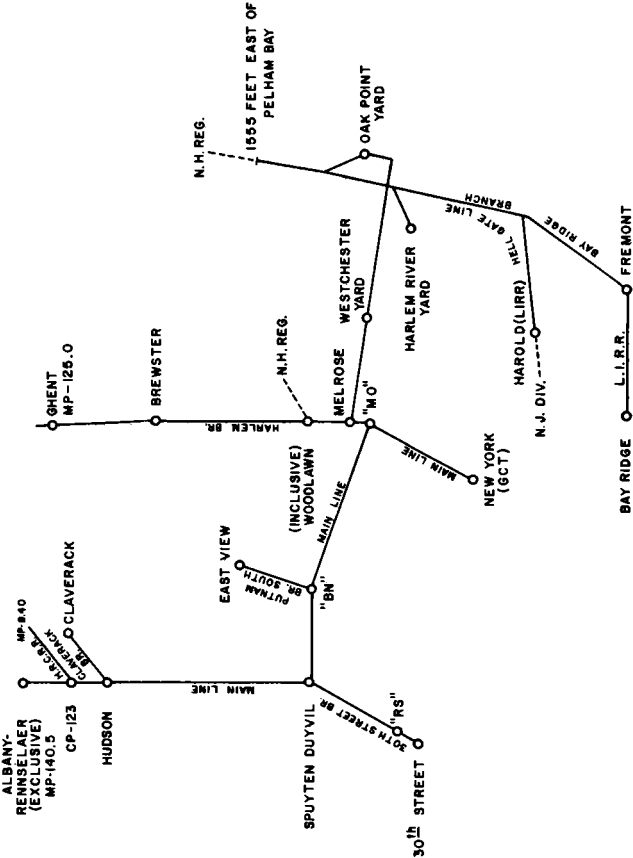 N.H. REG.
1555 FEET EAST OF
PELHAM BAY
OAK POINT
YARD
WESTCHESTER
YARD
HARLEM RIVER
YARD
HELL GATE LINE
BRANCH
BAY RIDGE
HAROLD (LIRR)
N.J. DIV.
FREMONT
L.I.R.R.
BAY RIDGE
GHENT
MP-125.0
BREWSTER
HARLEN BR.
N.H. REG.
(INCLUSIVE)
WOODLAWN
MELROSE
"MO"
MAIN LINE
NEW YORK
(GCT)
MAIN LINE
EAST VIEW
PUTNAM
BR. SOUTH
"BN"
ALBANY-
RENNSELAER
(EXCLUSIVE)
MP-140.5
MP-9.40
H.R.C.R.R.
CP-123
CLAVERACK
CLAVERACK
BR.
HUDSON
MAIN LINE
SPUYTEN DUYVIL
30TH STREET BR.
"RS"
30th STREET